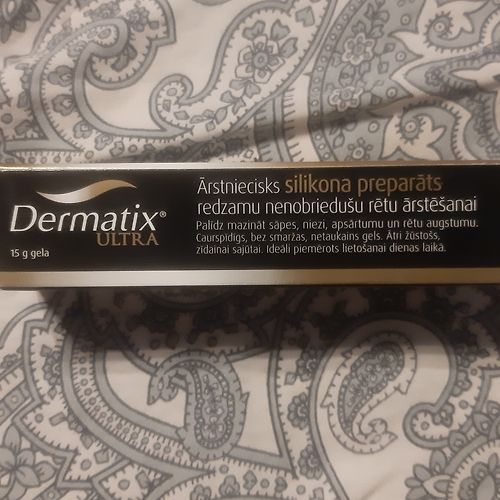 Dermatix®
ULTRA
15 g gela
Ārstniecisks silikona preparāts
redzamu nenobriedušu rētu ārstēšanai
Palīdz mazināt sāpes, niezi, apsārtumu un rētu augstumu.
Caurspīdīgs, bez smaržas, netaukains gels. Ātri žūstošs,
zīdainai sajūtai. Ideāli piemērots lietošanai dienas laikā.